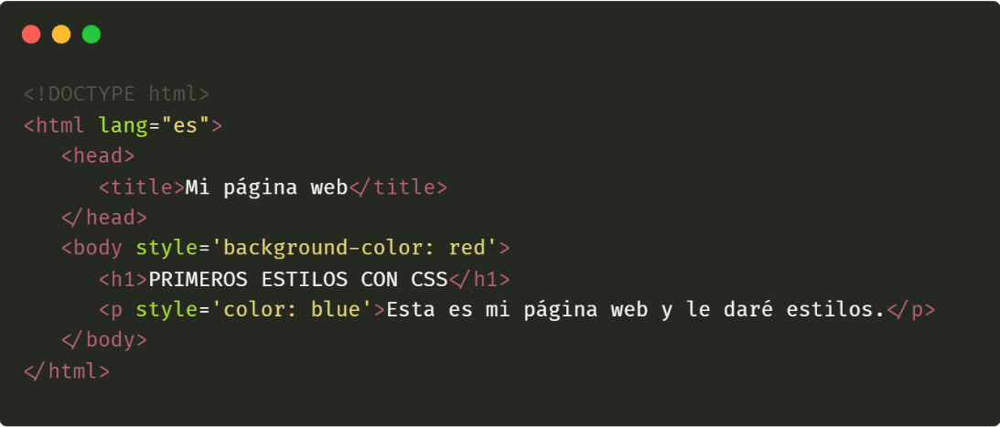 <!DOCTYPE html>
<html lang="es">
   <head>
      <title>Mi página web</title>
   </head>
   <body style='background-color: red'>
      <h1>PRIMEROS ESTILOS CON CSS</h1>
      <p style='color: blue'>Esta es mi página web y le daré estilos.</p>
   </body>
</html>